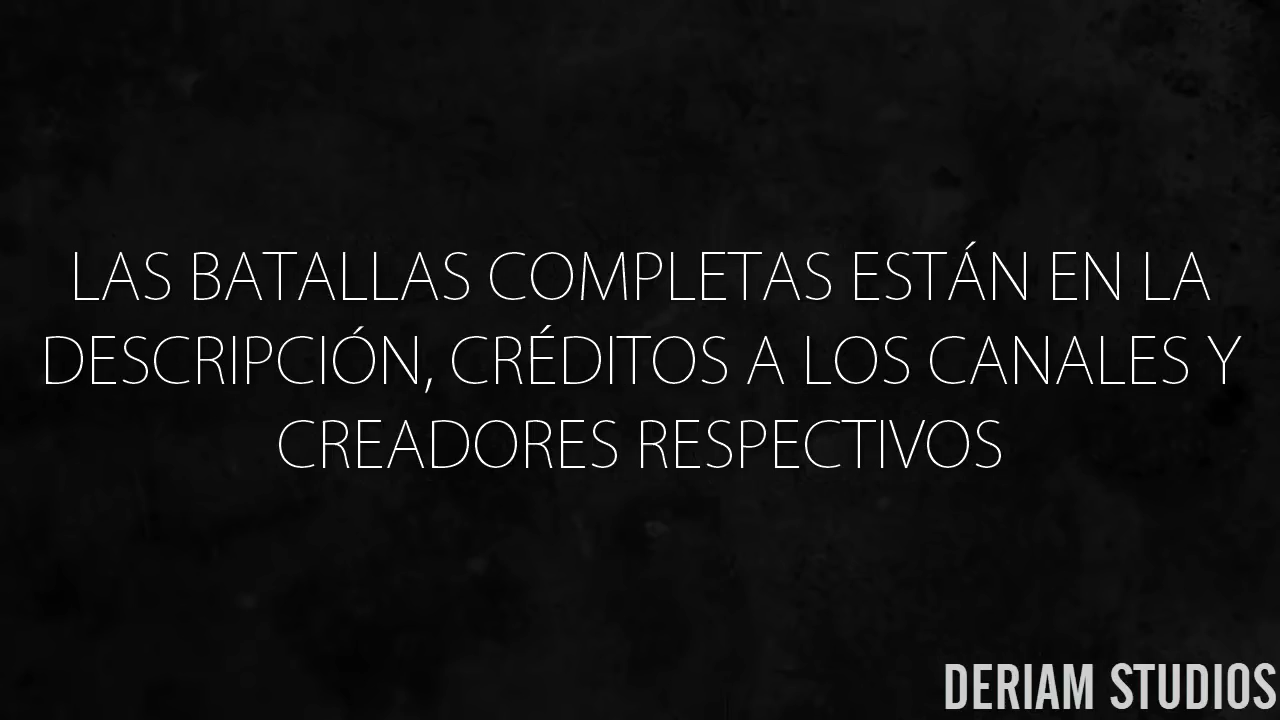 LAS BATALLAS COMPLETAS ESTÁN EN LA
DESCRIPCIÓN, CRÉDITOS A LOS CANALES Y
CREADORES RESPECTIVOS
DERIAM STUDIOS